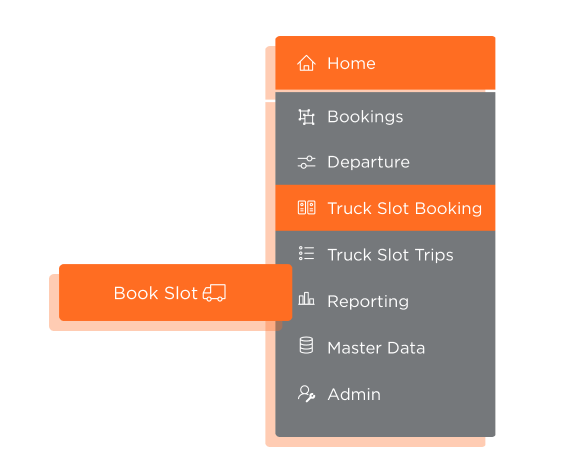 Home
Bookings
Departure
Truck Slot Booking
Truck Slot Trips
Book Slot
Reporting
Master Data
Admin